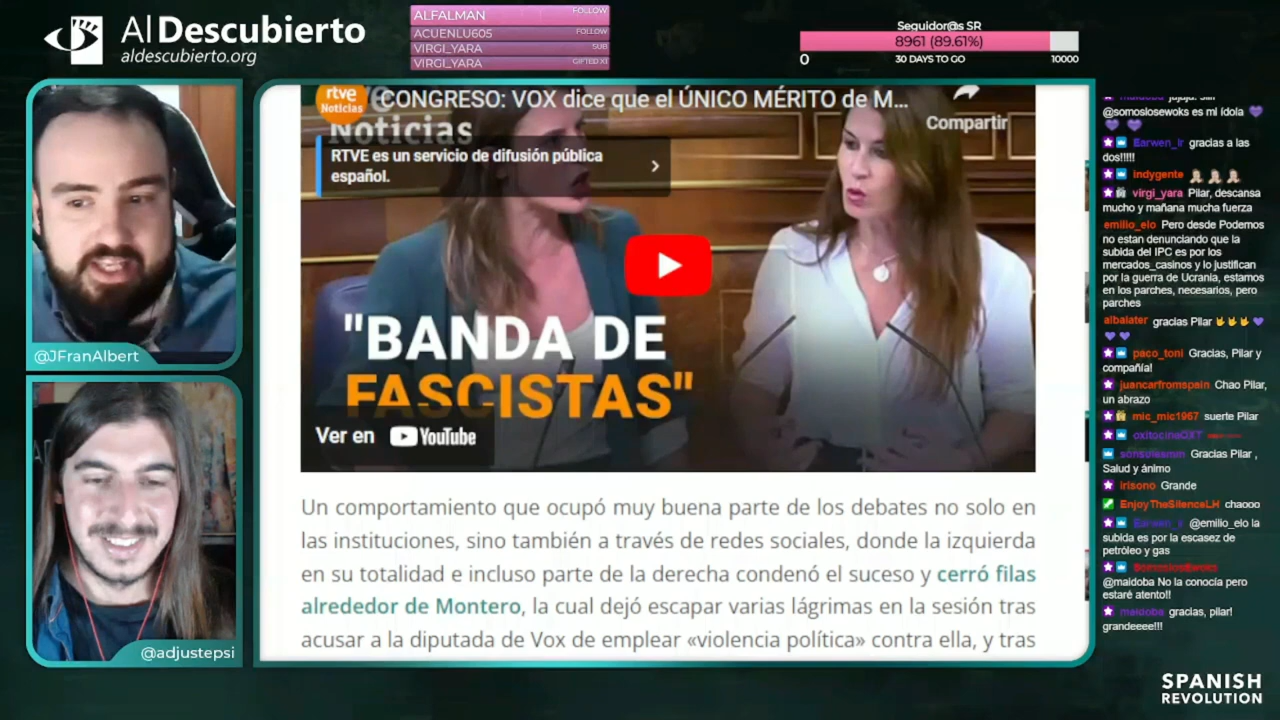 Al Descubierto
aldescubierto.org
ALFALMAN FOLLOW
ACUENLU605 FOLLOW
VIRGI_YARA SUB
VIRGI_YARA GIFTED X1
Seguidor@s SR
8961 (89.61%)
0 30 DAYS TO GO 10000
@JFranAlbert
@adjustepsi
rtve
Noticias
CONGRESO: VOX dice que el ÚNICO MÉRITO de M...
Noticias
Compartir
RTVE es un servicio de difusión pública
español.
"BANDA DE
FASCISTAS"
Ver en YouTube
Un comportamiento que ocupó muy buena parte de los debates no solo en
las instituciones, sino también a través de redes sociales, donde la izquierda
en su totalidad e incluso parte de la derecha condenó el suceso y cerró filas
alrededor de Montero, la cual dejó escapar varias lágrimas en la sesión tras
acusar a la diputada de Vox de emplear «violencia política» contra ella, y tras
@somoslosewoks es mi ídola
Earwen_ir gracias a las
dos!!!!!
indygente
virgi_yara Pilar, descansa
mucho y mañana mucha fuerza
emilio_elo Pero desde Podemos
no estan denunciando que la
subida del IPC es por los
mercados_casinos y lo justifican
por la guerra de Ucrania, estamos
en los parches, necesarios, pero
parches
albalater gracias Pilar
paco_toni Gracias, Pilar y
compañía!
juancarfromspain Chao Pilar,
un abrazo
mic_mic1967 suerte Pilar
oxitocinaOXT
Gracias Pilar ,
Salud y ánimo
irisono Grande
EnjoyTheSilenceLH chaooo
Earwen_ir @emilio_elo la
subida es por la escasez de
petróleo y gas
@maidoba No la conocía pero
estaré atento!!
maidoba gracias, pilar!
grandeeee!!!
SPANISH
REVOLUTION